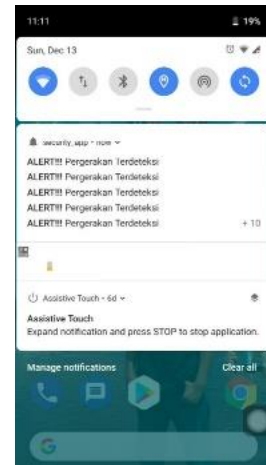 11:11 19%
Sun, Dec 13
security_app • now
ALERT!!! Pergerakan Terdeteksi
ALERT!!! Pergerakan Terdeteksi
ALERT!!! Pergerakan Terdeteksi
ALERT!!! Pergerakan Terdeteksi
ALERT!!! Pergerakan Terdeteksi + 10
Assistive Touch • 6d
Assistive Touch
Expand notification and press STOP to stop application.
Manage notifications Clear all